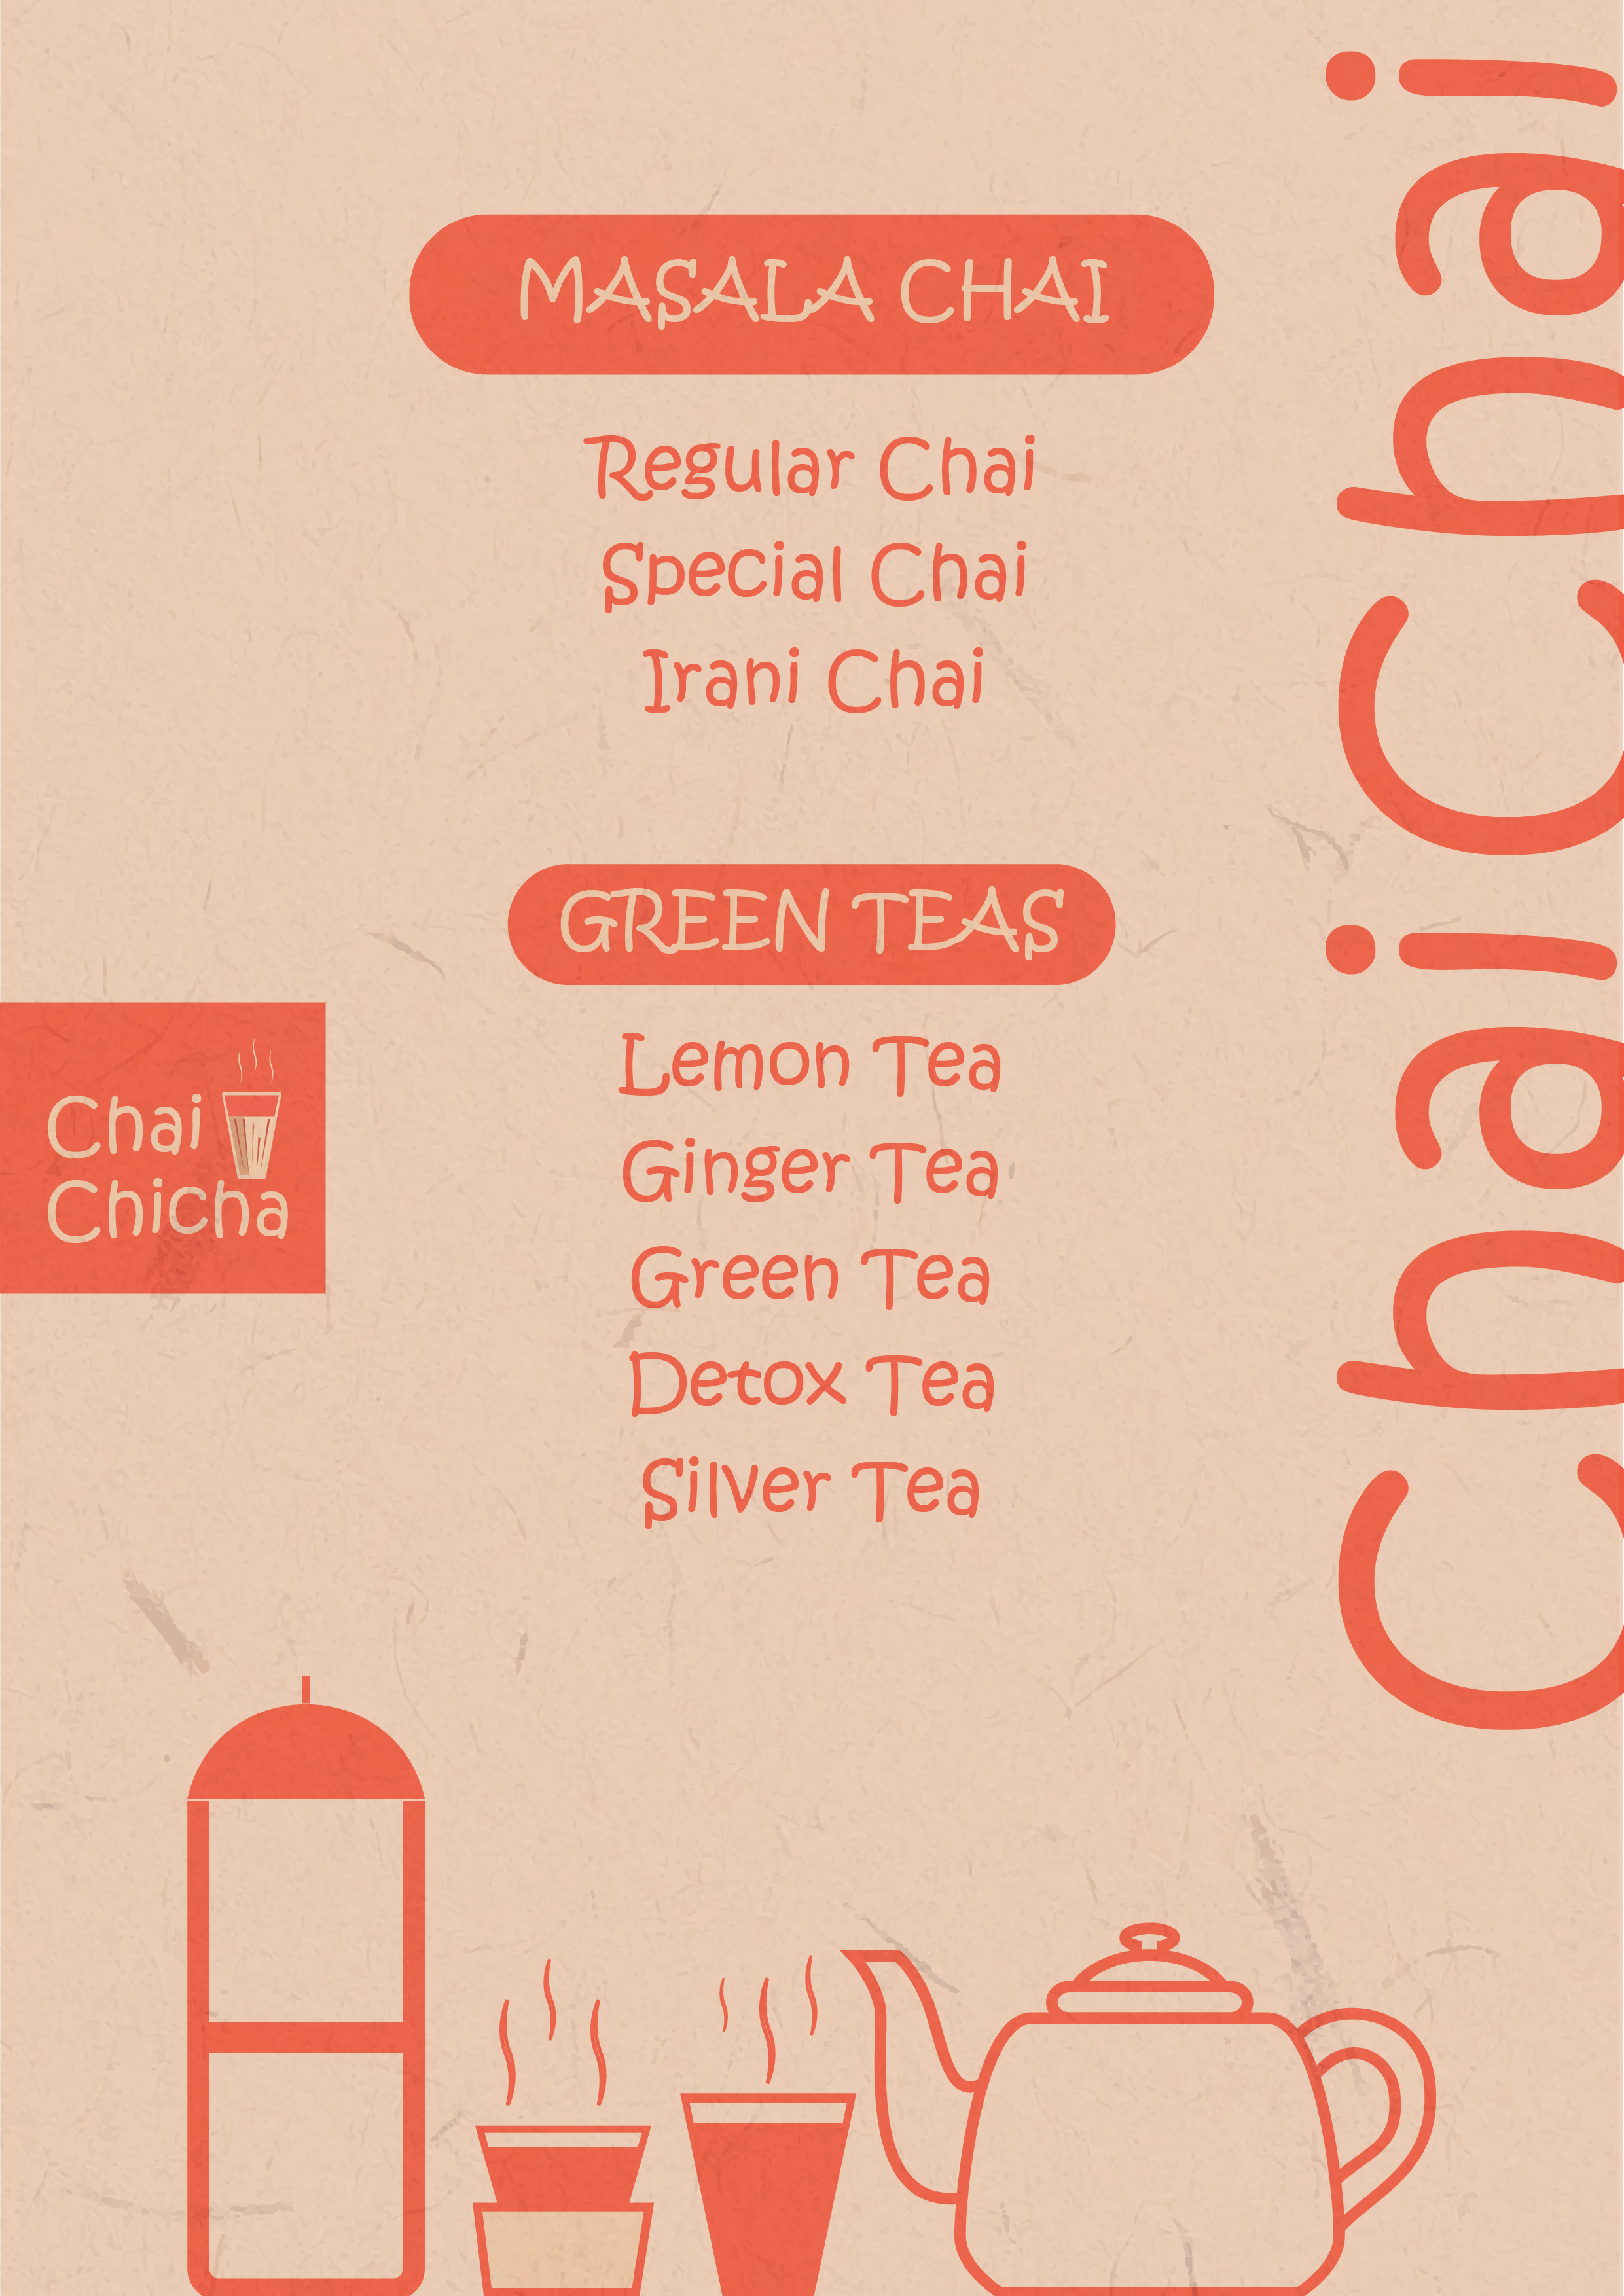 MASALA CHAI
Regular Chai
Special Chai
Irani Chai
GREEN TEAS
Lemon Tea
Ginger Tea
Green Tea
Detox Tea
Silver Tea
Chai
Chicha
Chai Chai